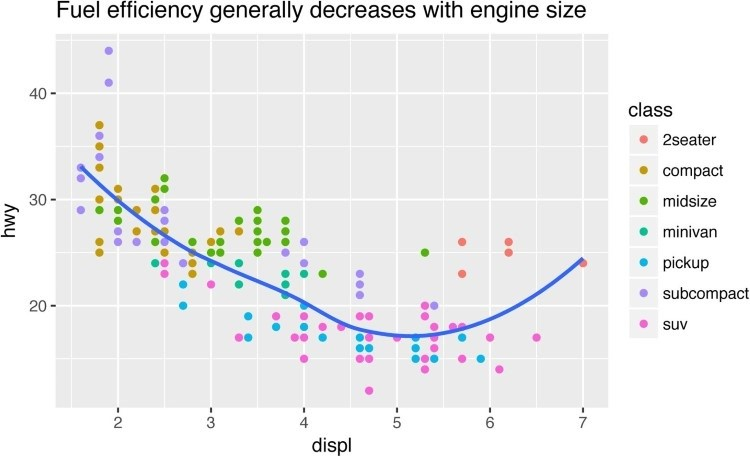 Fuel efficiency generally decreases with engine size
hwy
40
30
20
2
3
4
5
6
7
displ
class
2seater
compact
midsize
minivan
pickup
subcompact
suv